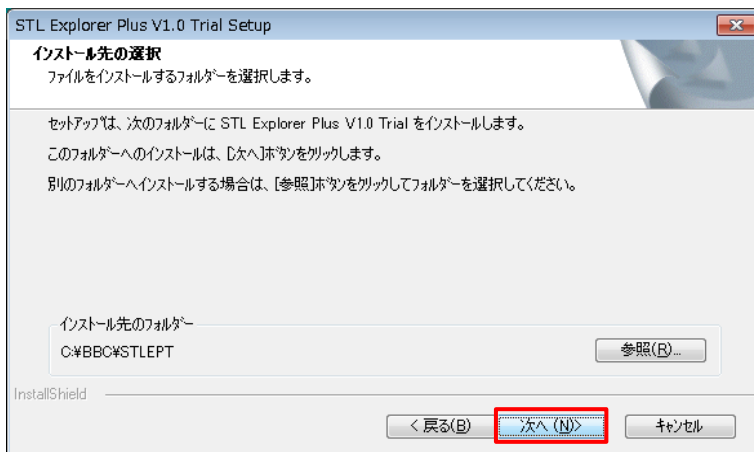 STL Explorer Plus V1.0 Trial Setup
インストール先の選択
ファイルをインストールするフォルダーを選択します。
セットアップは、次のフォルダーに STL Explorer Plus V1.0 Trial をインストールします。
このフォルダーへのインストールは、[次へ]ボタンをクリックします。
別のフォルダーへインストールする場合は、[参照]ボタンをクリックしてフォルダーを選択してください。
インストール先のフォルダー
C:¥BBC¥STLEPT
参照(R)...
InstallShield
< 戻る(B)
次へ (N)>
キャンセル